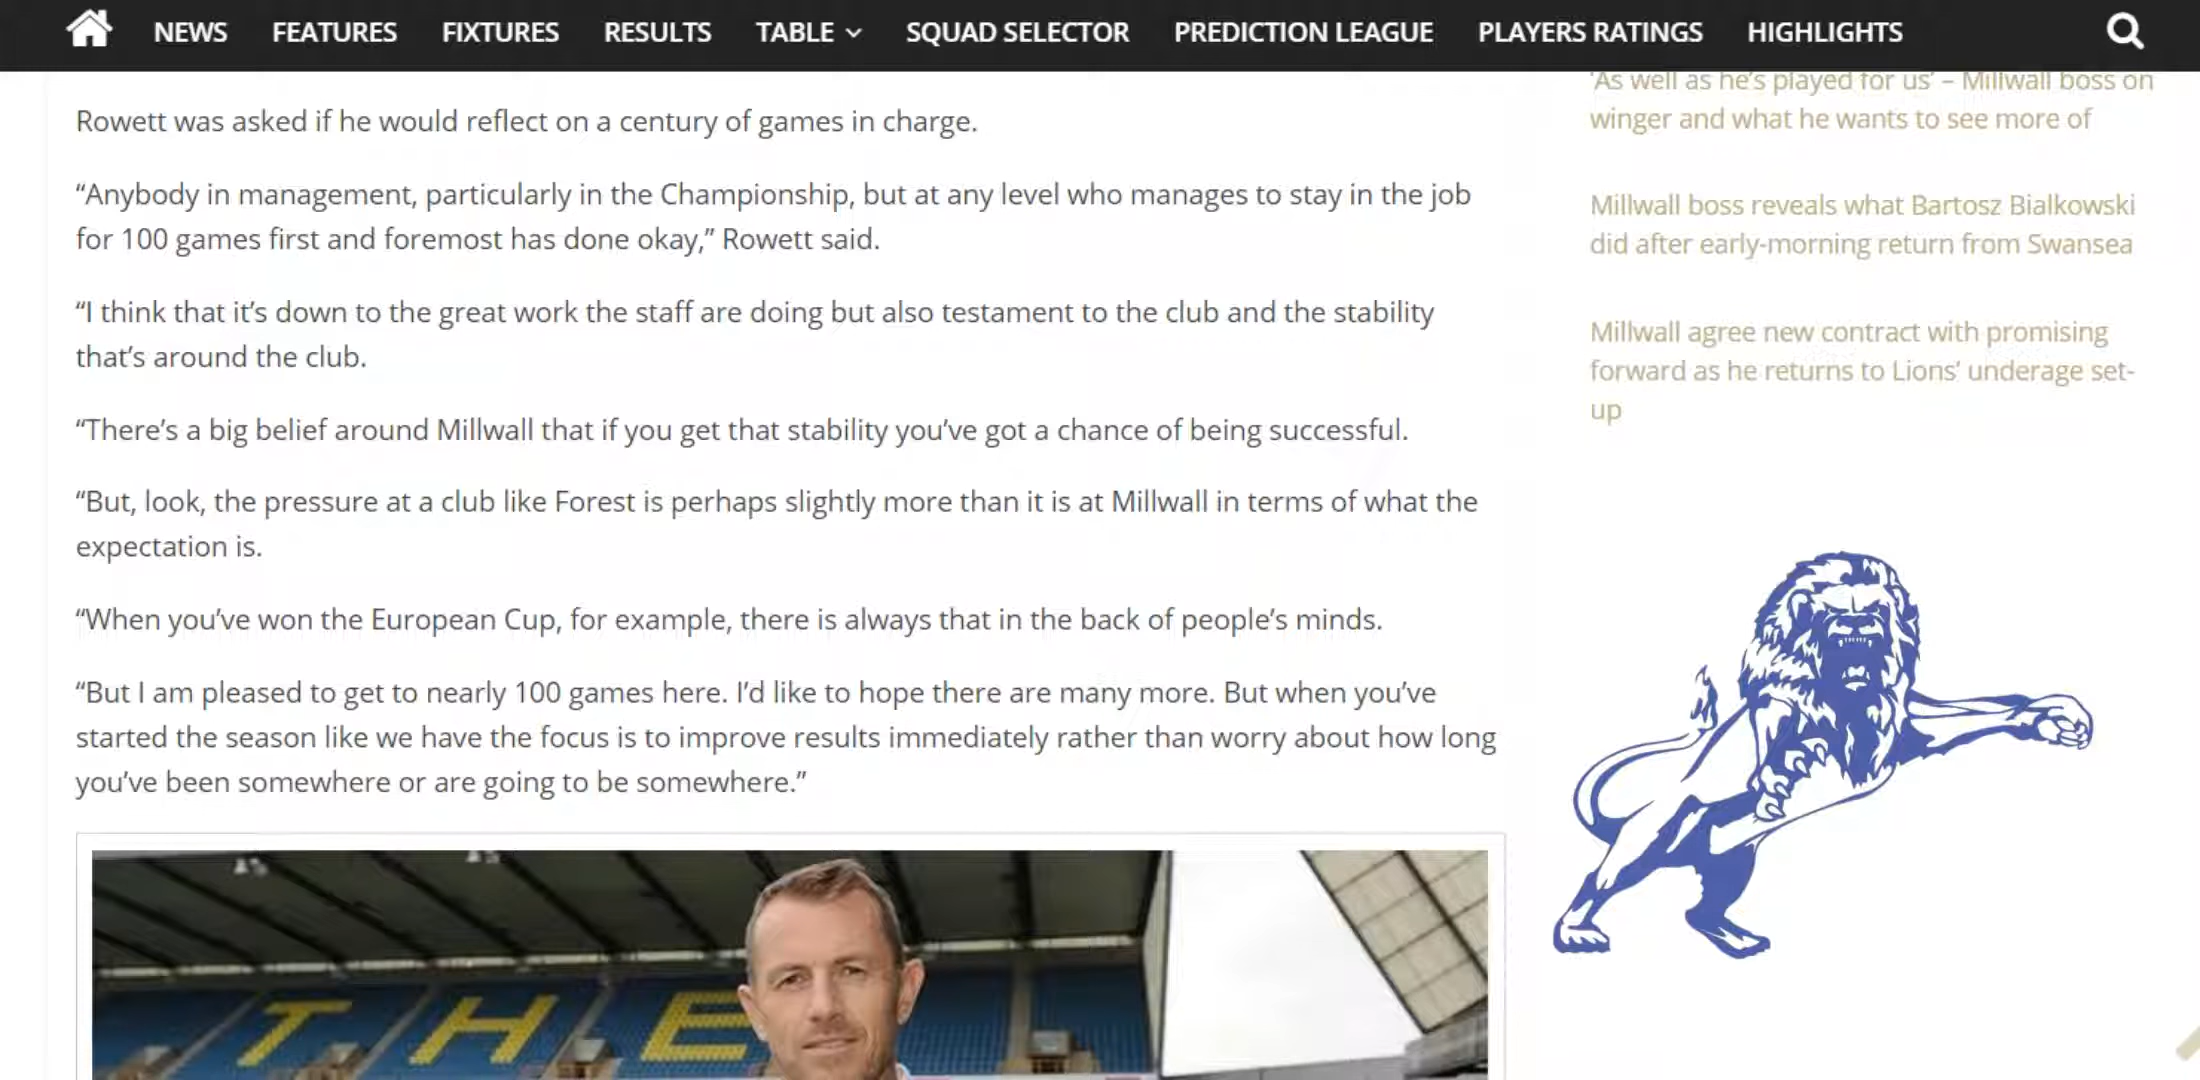 NEWS FEATURES FIXTURES RESULTS TABLE SQUAD SELECTOR PREDICTION LEAGUE PLAYERS RATINGS HIGHLIGHTS
Rowett was asked if he would reflect on a century of games in charge.
“Anybody in management, particularly in the Championship, but at any level who manages to stay in the job
for 100 games first and foremost has done okay,” Rowett said.
“I think that it’s down to the great work the staff are doing but also testament to the club and the stability
that’s around the club.
“There’s a big belief around Millwall that if you get that stability you’ve got a chance of being successful.
“But, look, the pressure at a club like Forest is perhaps slightly more than it is at Millwall in terms of what the
expectation is.
“When you’ve won the European Cup, for example, there is always that in the back of people’s minds.
“But I am pleased to get to nearly 100 games here. I’d like to hope there are many more. But when you’ve
started the season like we have the focus is to improve results immediately rather than worry about how long
you’ve been somewhere or are going to be somewhere.”
THE
‘As well as he’s played for us’ – Millwall boss on
winger and what he wants to see more of
Millwall boss reveals what Bartosz Bialkowski
did after early-morning return from Swansea
Millwall agree new contract with promising
forward as he returns to Lions’ underage set-
up